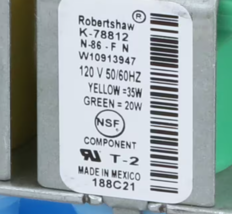 Robertshaw ®
K-78812
N-86 - F N
W10913947
120 V 50/60HZ
YELLOW =35W
GREEN = 20W
NSF
COMPONENT
T-2
MADE IN MEXICO
188C21